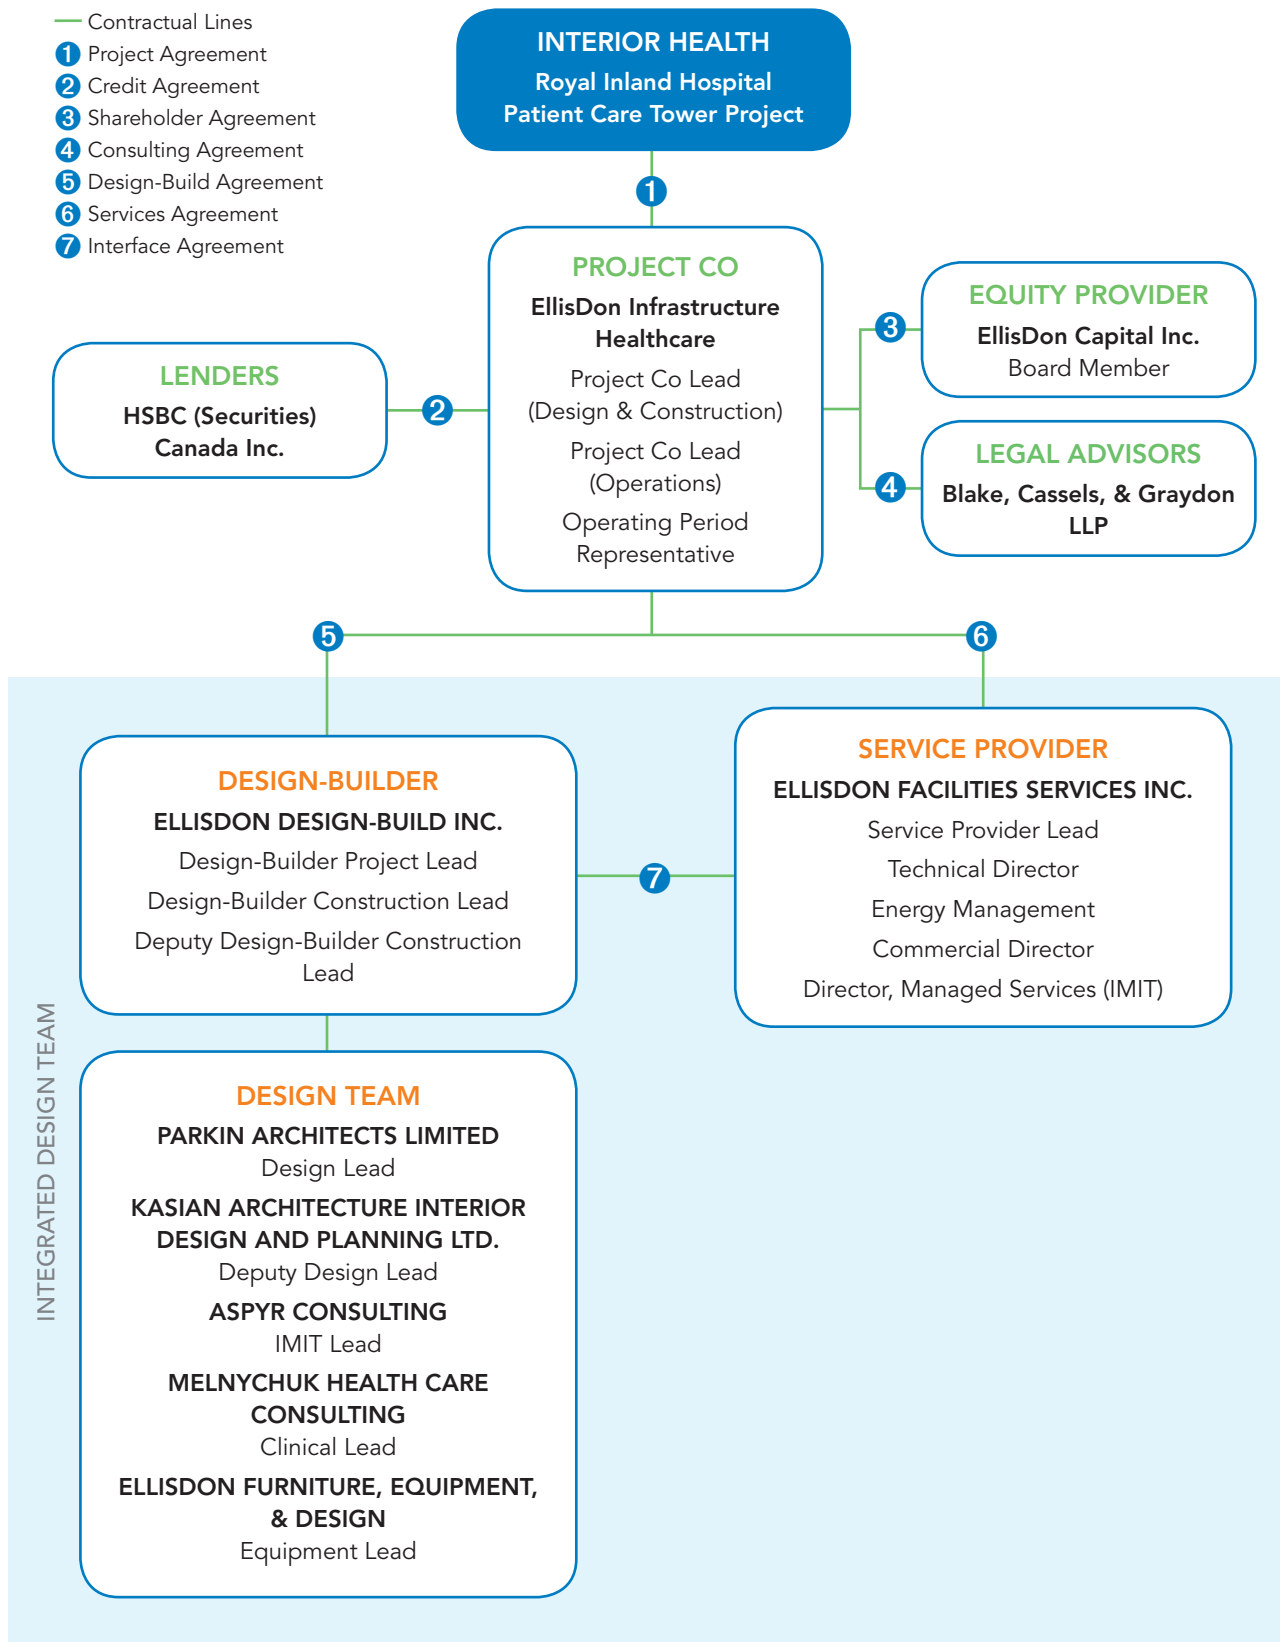 Contractual Lines
1 Project Agreement
2 Credit Agreement
3 Shareholder Agreement
4 Consulting Agreement
5 Design-Build Agreement
6 Services Agreement
7 Interface Agreement
INTERIOR HEALTH
Royal Inland Hospital
Patient Care Tower Project
1
PROJECT CO
EllisDon Infrastructure
Healthcare
Project Co Lead
(Design & Construction)
Project Co Lead
(Operations)
Operating Period
Representative
LENDERS
HSBC (Securities)
Canada Inc.
2
3
EQUITY PROVIDER
EllisDon Capital Inc.
Board Member
4
LEGAL ADVISORS
Blake, Cassels, & Graydon
LLP
5
6
DESIGN-BUILDER
ELLISDON DESIGN-BUILD INC.
Design-Builder Project Lead
Design-Builder Construction Lead
Deputy Design-Builder Construction
Lead
7
SERVICE PROVIDER
ELLISDON FACILITIES SERVICES INC.
Service Provider Lead
Technical Director
Energy Management
Commercial Director
Director, Managed Services (IMIT)
INTEGRATED DESIGN TEAM
DESIGN TEAM
PARKIN ARCHITECTS LIMITED
Design Lead
KASIAN ARCHITECTURE INTERIOR
DESIGN AND PLANNING LTD.
Deputy Design Lead
ASPYR CONSULTING
IMIT Lead
MELNYCHUK HEALTH CARE
CONSULTING
Clinical Lead
ELLISDON FURNITURE, EQUIPMENT,
& DESIGN
Equipment Lead